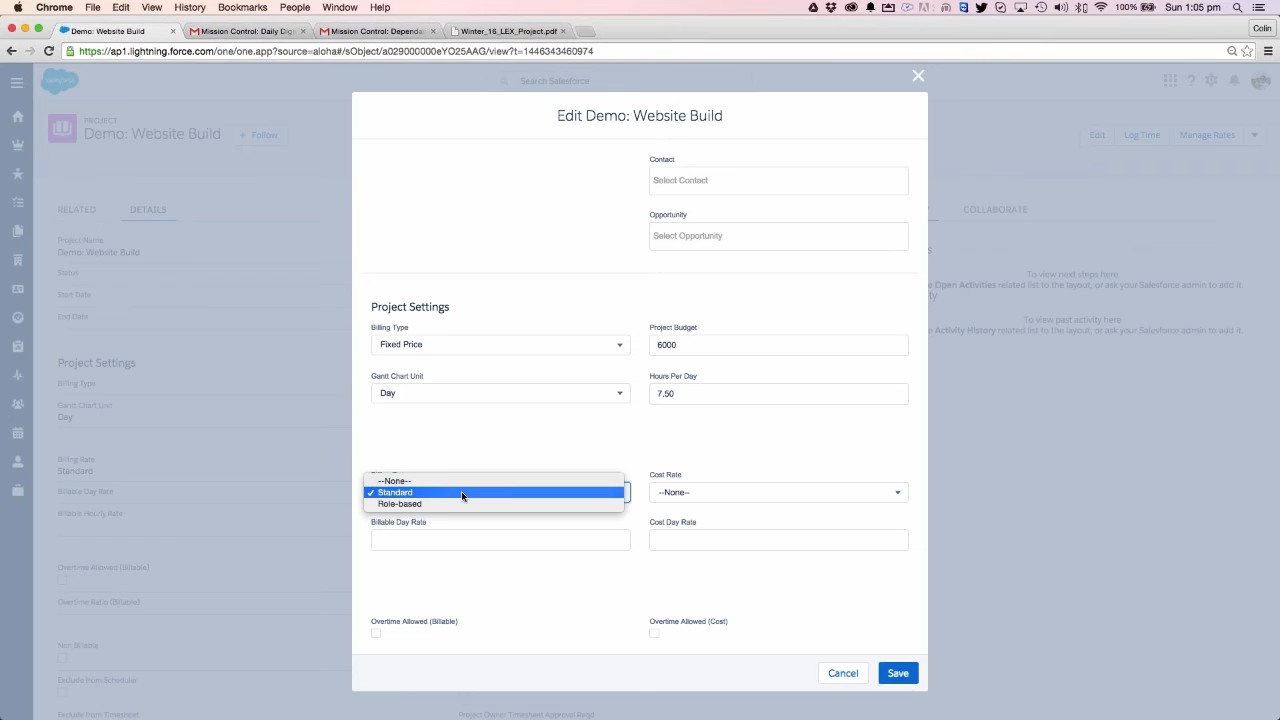 Chrome File Edit View History Bookmarks People Window Help 100% Sun 1:05 pm
Demo: Website Build Mission Control: Daily Dig Mission Control: Dependa Winter_16_LEX_Project.pdf Colin
https://ap1.lightning.force.com/one/one.app?source=aloha#/sObject/a029000000eYO25AAG/view?t=1446343460974
salesforce Search Salesforce
Edit Demo: Website Build
PROJECT
Demo: Website Build + Follow Edit Log Time Manage Rates
Contact
Select Contact
RELATED DETAILS COLLABORATE
Opportunity
Select Opportunity
Project Name
Demo: Website Build
Status
Start Date
End Date
To view next steps here
Open Activities related list to the layout, or ask your Salesforce admin to add it.
To view past activity here
Activity History related list to the layout, or ask your Salesforce admin to add it.
Project Settings
Billing Type Project Budget
Fixed Price 6000
Gantt Chart Unit Hours Per Day
Day 7.50
Project Settings
Billing Type
Gantt Chart Unit
Day
Billing Rate
Standard
Billable Day Rate
Billable Hourly Rate
Cost Rate
--None--
--None--
Standard
Role-based
Billable Day Rate Cost Day Rate
Overtime Allowed (Billable)
Overtime Ratio (Billable)
Overtime Allowed (Billable) Overtime Allowed (Cost)
Non Billable
Exclude from Scheduler
Exclude from Timesheet
Project Owner Timesheet Approval Reqd
Cancel Save